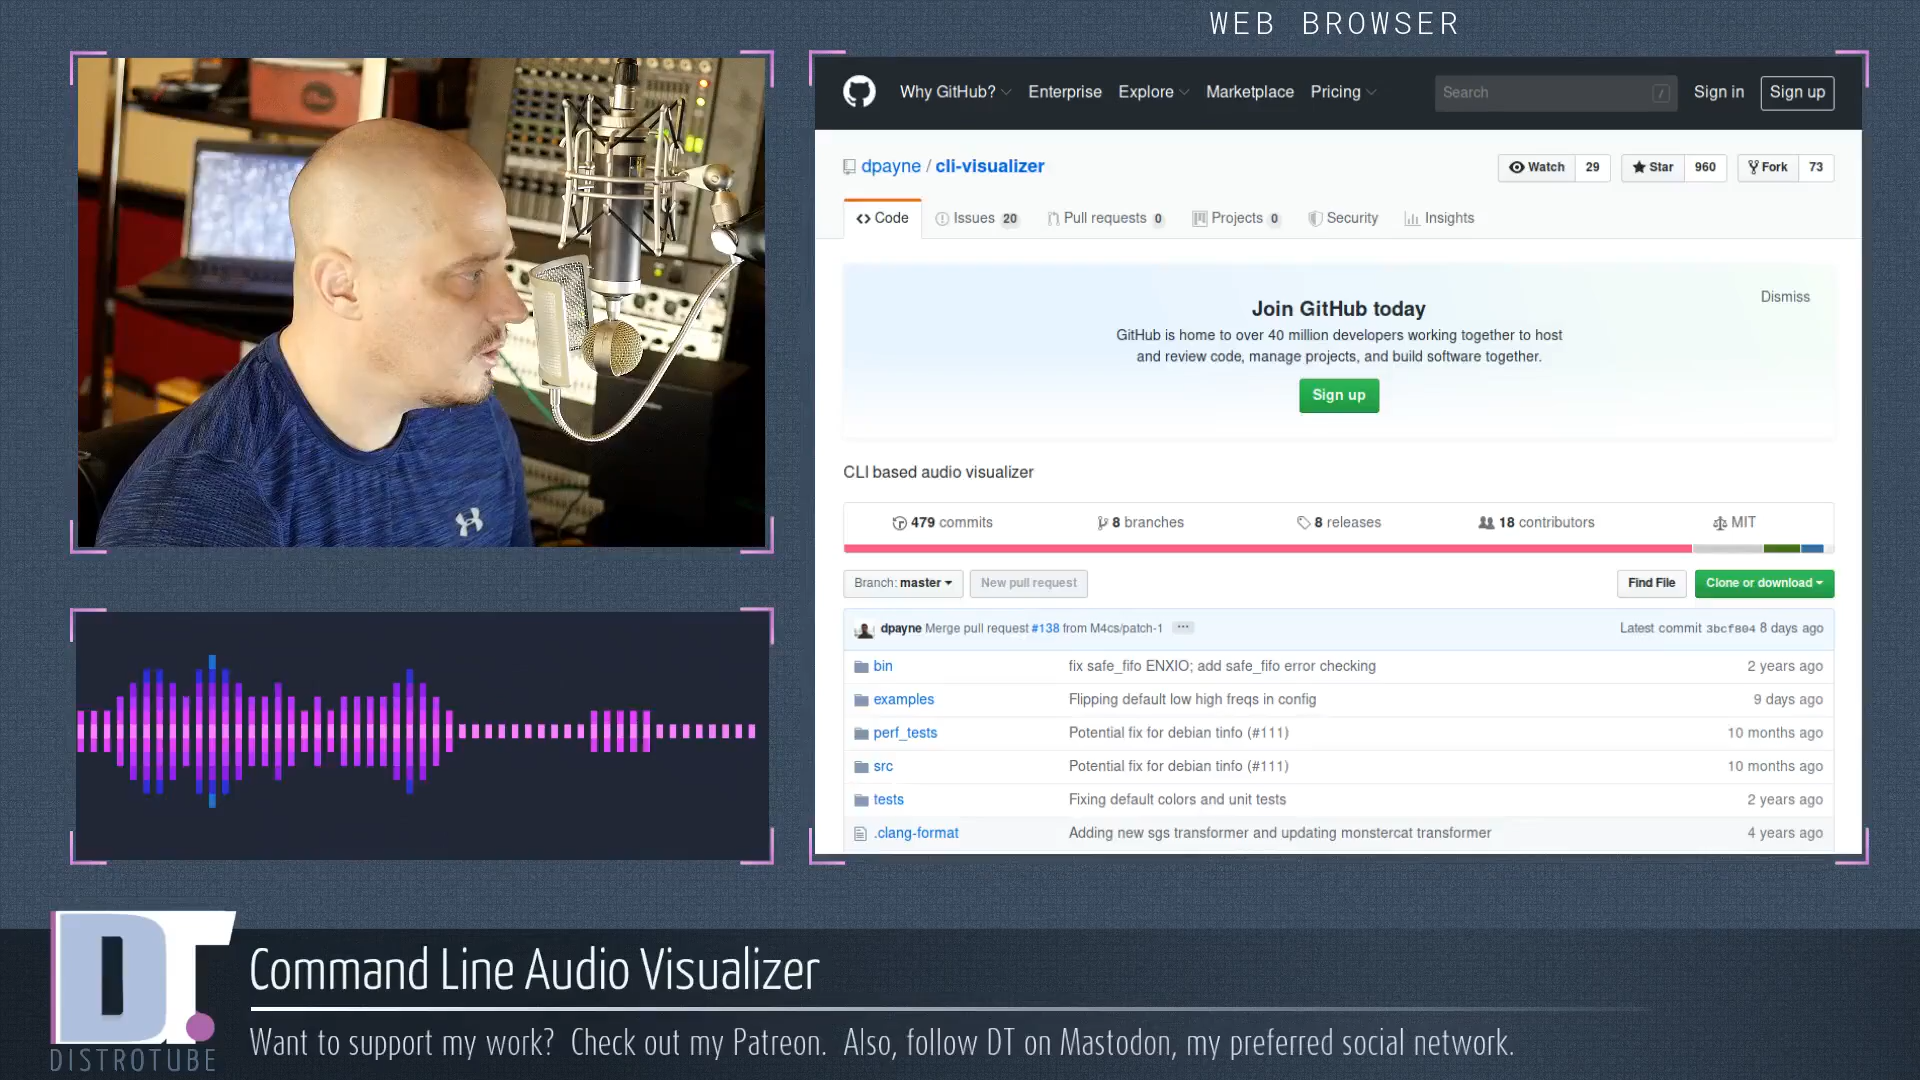 WEB BROWSER
Why GitHub? Enterprise Explore Marketplace Pricing Search / Sign in Sign up
dpayne / cli-visualizer Watch 29 Star 960 Fork 73
Code Issues 20 Pull requests 0 Projects 0 Security Insights
Dismiss
Join GitHub today
GitHub is home to over 40 million developers working together to host
and review code, manage projects, and build software together.
Sign up
CLI based audio visualizer
479 commits 8 branches 8 releases 18 contributors MIT
Branch: master New pull request Find File Clone or download
dpayne Merge pull request #138 from M4cs/patch-1 ... Latest commit 3bcf804 8 days ago
bin fix safe_fifo ENXIO; add safe_fifo error checking 2 years ago
examples Flipping default low high freqs in config 9 days ago
perf_tests Potential fix for debian tinfo (#111) 10 months ago
src Potential fix for debian tinfo (#111) 10 months ago
tests Fixing default colors and unit tests 2 years ago
.clang-format Adding new sgs transformer and updating monstercat transformer 4 years ago
DT
DISTROTUBE
Command Line Audio Visualizer
Want to support my work? Check out my Patreon. Also, follow DT on Mastodon, my preferred social network.